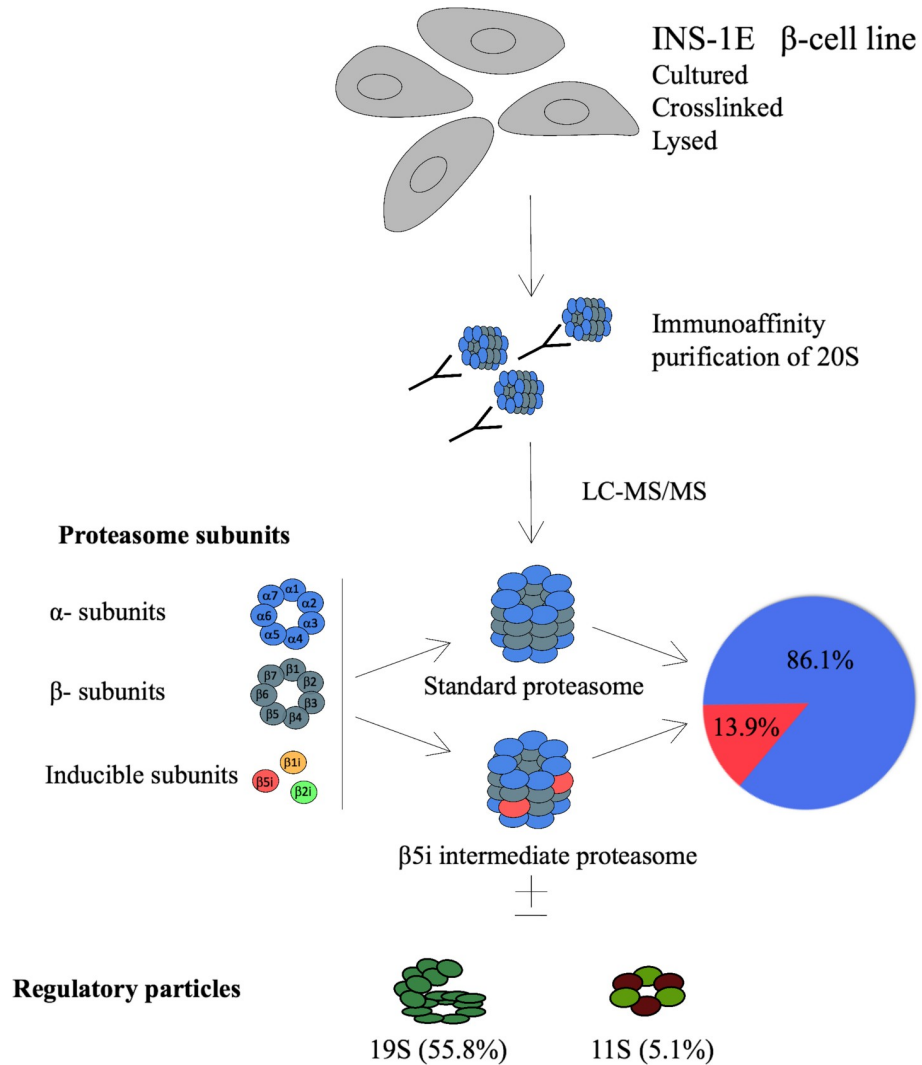 INS-1E β-cell line
Cultured
Crosslinked
Lysed
Immunoaffinity
purification of 20S
LC-MS/MS
Proteasome subunits
α- subunits
α1
α2
α3
α4
α5
α6
α7
β- subunits
β1
β2
β3
β4
β5
β6
β7
Inducible subunits
β1i
β5i
β2i
Standard proteasome
β5i intermediate proteasome
86.1%
13.9%
±
Regulatory particles
19S (55.8%)
11S (5.1%)